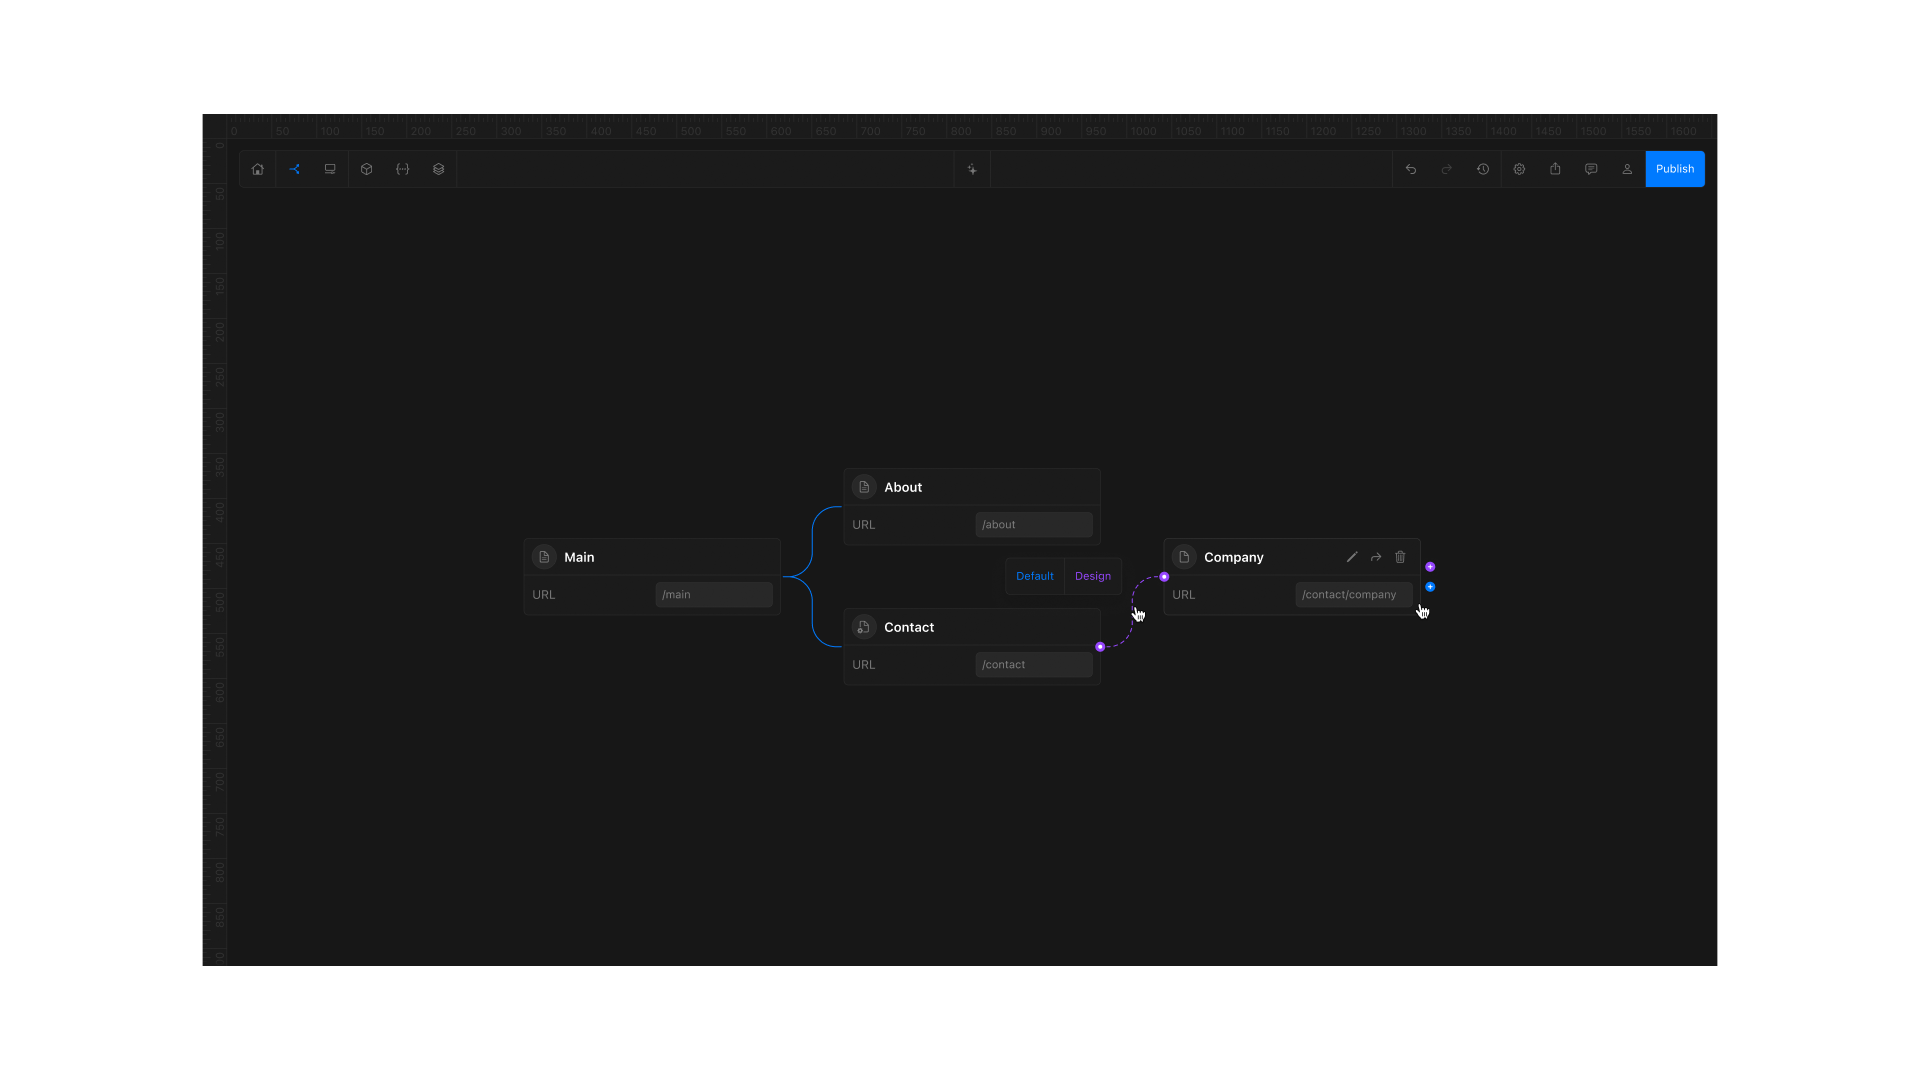 0 50 100 150 200 250 300 350 400 450 500 550 600 650 700 750 800 850 900 950 1000 1050 1100 1150 1200 1250 1300 1350 1400 1450 1500 1550 1600
Publish
0
50
100
150
200
250
300
350
400
450
500
550
600
650
700
750
800
850
About
URL /about
Main
URL /main
Default Design
Contact
URL /contact
Company
URL /contact/company